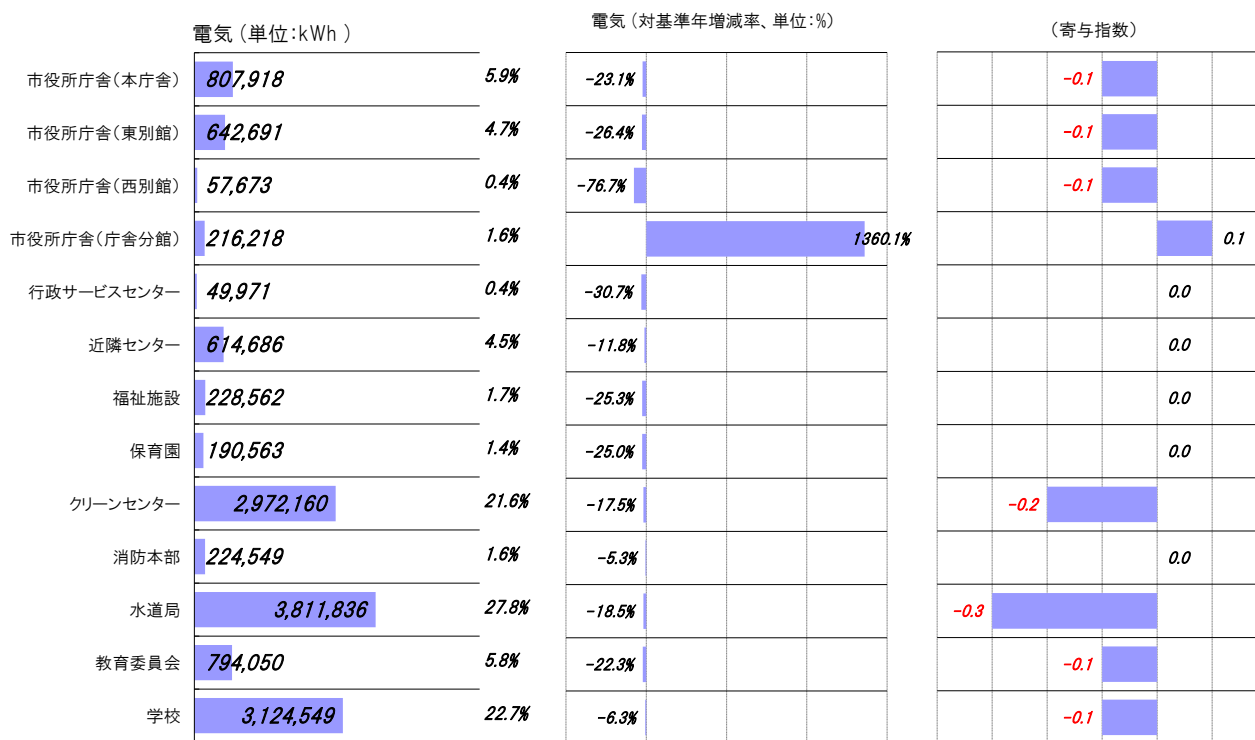 電気 (単位:kWh )
電気 (対基準年増減率、単位:%)
(寄与指数)
市役所庁舎(本庁舎) 807,918 5.9% -23.1% -0.1
市役所庁舎(東別館) 642,691 4.7% -26.4% -0.1
市役所庁舎(西別館) 57,673 0.4% -76.7% -0.1
市役所庁舎(庁舎分館) 216,218 1.6% 1360.1% 0.1
行政サービスセンター 49,971 0.4% -30.7% 0.0
近隣センター 614,686 4.5% -11.8% 0.0
福祉施設 228,562 1.7% -25.3% 0.0
保育園 190,563 1.4% -25.0% 0.0
クリーンセンター 2,972,160 21.6% -17.5% -0.2
消防本部 224,549 1.6% -5.3% 0.0
水道局 3,811,836 27.8% -18.5% -0.3
教育委員会 794,050 5.8% -22.3% -0.1
学校 3,124,549 22.7% -6.3% -0.1